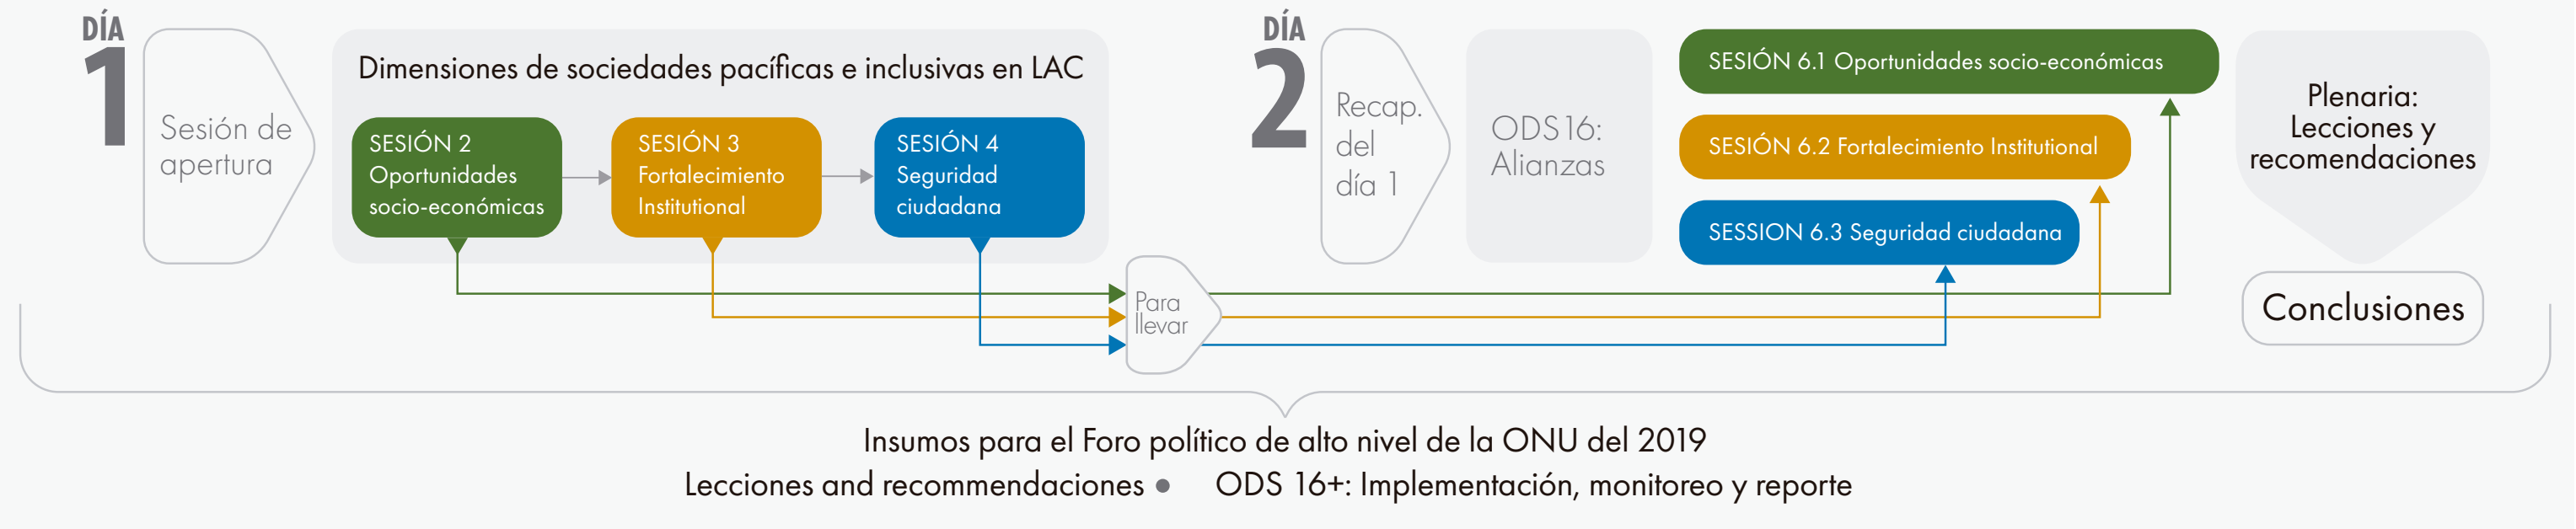 DÍA
1
Sesión de
apertura
Dimensiones de sociedades pacíficas e inclusivas en LAC
SESIÓN 2
Oportunidades
socio-económicas
SESIÓN 3
Fortalecimiento
Institutional
SESIÓN 4
Seguridad
ciudadana
Para
llevar
DÍA
2
Recap.
del
día 1
ODS16:
Alianzas
SESIÓN 6.1 Oportunidades socio-económicas
SESIÓN 6.2 Fortalecimiento Institutional
SESSION 6.3 Seguridad ciudadana
Plenaria:
Lecciones y
recomendaciones
Conclusiones
Insumos para el Foro político de alto nivel de la ONU del 2019
Lecciones and recommendaciones ● ODS 16+: Implementación, monitoreo y reporte